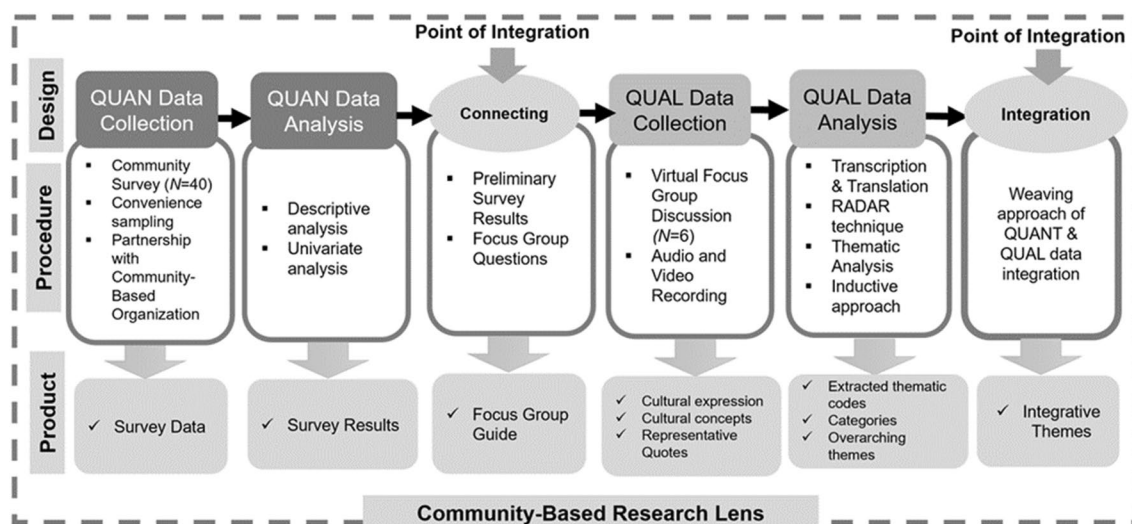 Point of Integration
Point of Integration
Design
QUAN Data
Collection
QUAN Data
Analysis
Connecting
QUAL Data
Collection
QUAL Data
Analysis
Integration
Procedure
▪ Community
Survey (N=40)
▪ Convenience
sampling
▪ Partnership
with
Community-
Based
Organization
▪ Descriptive
analysis
▪ Univariate
analysis
▪ Preliminary
Survey
Results
▪ Focus Group
Questions
▪ Virtual Focus
Group
Discussion
(N=6)
▪ Audio and
Video
Recording
▪ Transcription
& Translation
▪ RADAR
technique
▪ Thematic
Analysis
▪ Inductive
approach
Weaving
approach of
QUANT &
QUAL data
integration
Product
✓ Survey Data
✓ Survey Results
✓ Focus Group
Guide
✓ Cultural expression
✓ Cultural concepts
✓ Representative
Quotes
✓ Extracted thematic
codes
✓ Categories
✓ Overarching
themes
✓ Integrative
Themes
Community-Based Research Lens